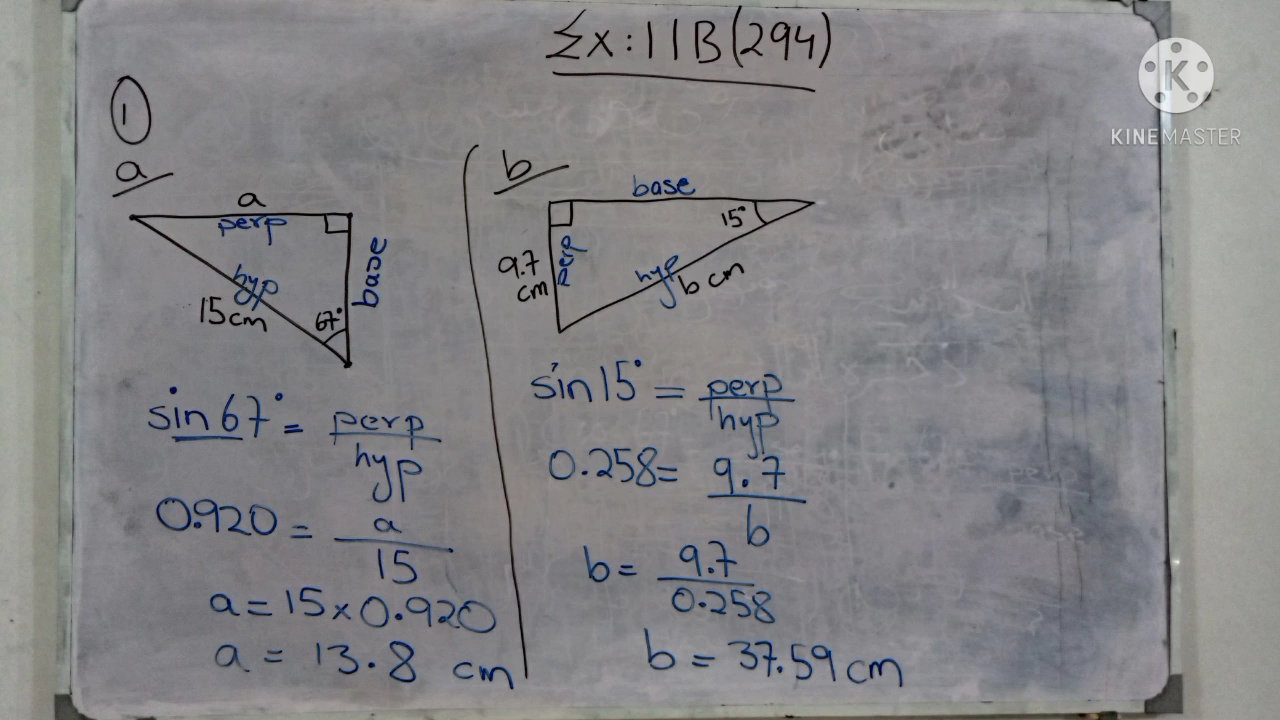 Ex: 11B (294)
KINEMASTER
1
a
a
perp
base
hyp
15cm
67°
sin 67° = perp/hyp
0.920 = a/15
a = 15 × 0.920
a = 13.8 cm
b
base
15°
9.7 cm
perp
hyp
b cm
sin 15° = perp/hyp
0.258 = 9.7/b
b = 9.7/0.258
b = 37.59 cm